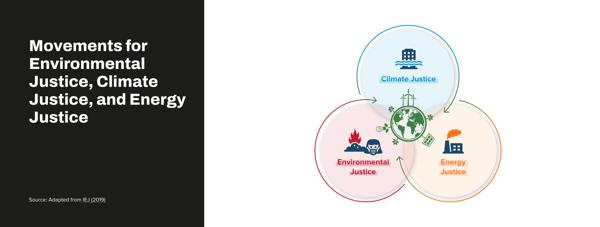 Movements for
Environmental
Justice, Climate
Justice, and Energy
Justice
Climate Justice
Environmental
Justice
Energy
Justice
Source: Adapted from IEJ (2019)